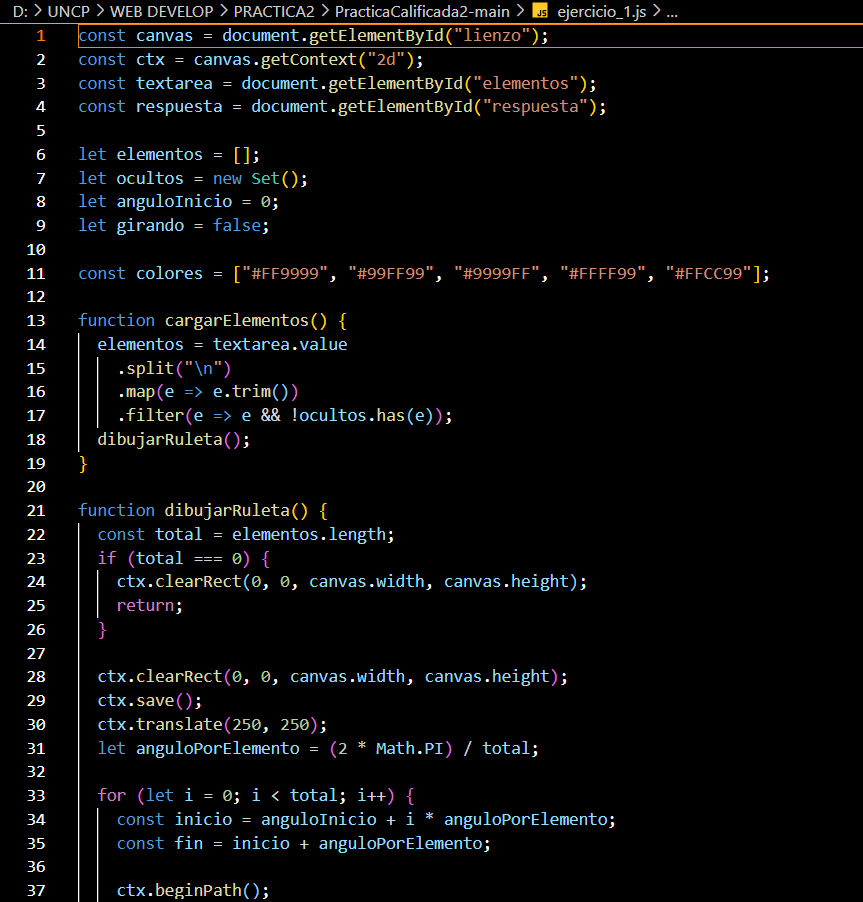 D: > UNCP > WEB DEVELOP > PRACTICA2 > PracticaCalificada2-main > JS ejercicio_1.js > ...
1 const canvas = document.getElementById("lienzo");
2 const ctx = canvas.getContext("2d");
3 const textarea = document.getElementById("elementos");
4 const respuesta = document.getElementById("respuesta");
5
6 let elementos = [];
7 let ocultos = new Set();
8 let anguloInicio = 0;
9 let girando = false;
10
11 const colores = ["#FF9999", "#99FF99", "#9999FF", "#FFFF99", "#FFCC99"];
12
13 function cargarElementos() {
14   elementos = textarea.value
15     .split("\n")
16     .map(e => e.trim())
17     .filter(e => e && !ocultos.has(e));
18   dibujarRuleta();
19 }
20
21 function dibujarRuleta() {
22   const total = elementos.length;
23   if (total === 0) {
24     ctx.clearRect(0, 0, canvas.width, canvas.height);
25     return;
26   }
27
28   ctx.clearRect(0, 0, canvas.width, canvas.height);
29   ctx.save();
30   ctx.translate(250, 250);
31   let anguloPorElemento = (2 * Math.PI) / total;
32
33   for (let i = 0; i < total; i++) {
34     const inicio = anguloInicio + i * anguloPorElemento;
35     const fin = inicio + anguloPorElemento;
36
37     ctx.beginPath();